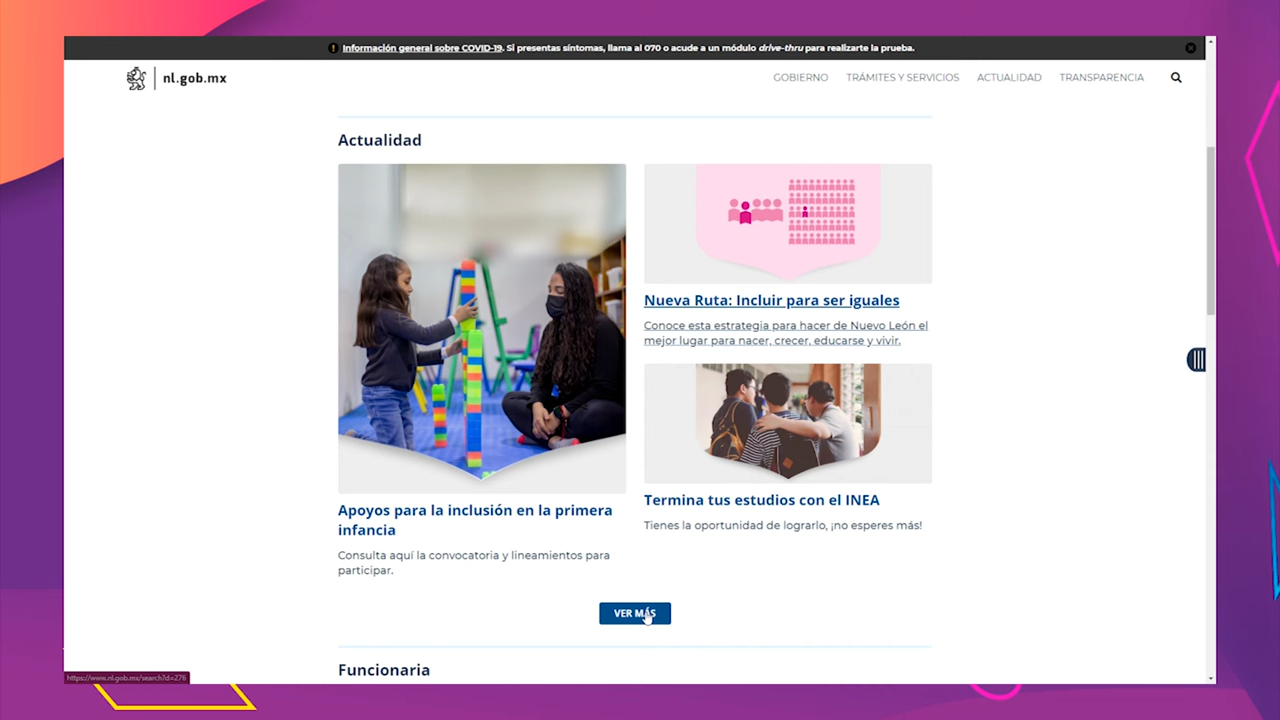 Información general sobre COVID-19. Si presentas síntomas, llama al 070 o acude a un módulo drive-thru para realizarte la prueba.
nl.gob.mx
GOBIERNO TRÁMITES Y SERVICIOS ACTUALIDAD TRANSPARENCIA
Actualidad
Nueva Ruta: Incluir para ser iguales
Conoce esta estrategia para hacer de Nuevo León el
mejor lugar para nacer, crecer, educarse y vivir.
Termina tus estudios con el INEA
Tienes la oportunidad de lograrlo, ¡no esperes más!
Apoyos para la inclusión en la primera
infancia
Consulta aquí la convocatoria y lineamientos para
participar.
VER MÁS
Funcionaria
https://www.nl.gob.mx/search?d=276